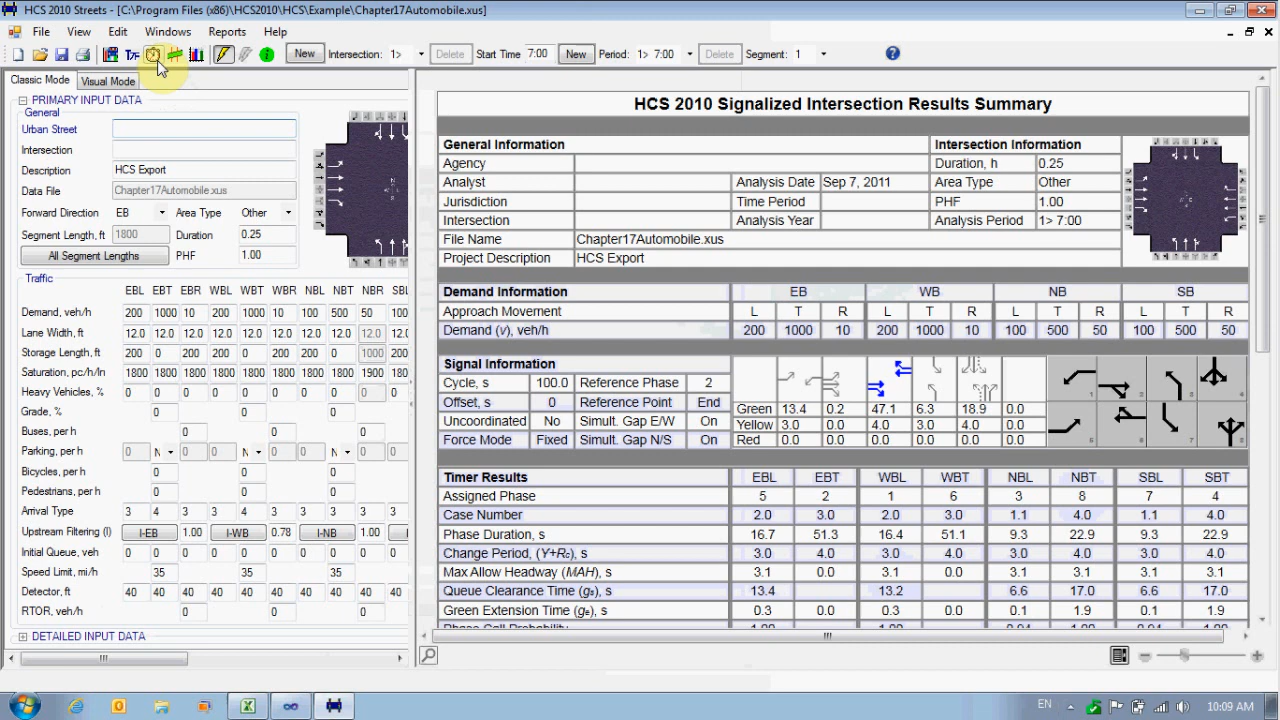 HCS 2010 Streets - [C:\Program Files (x86)\HCS2010\HCS\Example\Chapter17Automobile.xus]
File View Edit Windows Reports Help
New Intersection: 1> Delete Start Time 7:00 New Period: 1> 7:00 Delete Segment: 1
Classic Mode Visual Mode
PRIMARY INPUT DATA
General
Urban Street
Intersection
Description HCS Export
Data File Chapter17Automobile.xus
Forward Direction EB Area Type Other
Segment Length, ft 1800 Duration 0.25
All Segment Lengths PHF 1.00
Traffic
EBL EBT EBR WBL WBT WBR NBL NBT NBR SBL
Demand, veh/h 200 1000 10 200 1000 10 100 500 50 100
Lane Width, ft 12.0 12.0 12.0 12.0 12.0 12.0 12.0 12.0 12.0 12.0
Storage Length, ft 200 0 200 200 0 200 200 0 1000 200
Saturation, pc/h/ln 1800 1800 1800 1800 1800 1800 1800 1800 1900 1800
Heavy Vehicles, % 0 0 0 0 0 0 0 0 0 0
Grade, % 0 0 0
Buses, per h 0 0 0
Parking, per h 0 N 0 0 N 0 0 N 0 0
Bicycles, per h 0 0 0
Pedestrians, per h 0 0 0
Arrival Type 3 4 3 3 4 3 3 3 3 3
Upstream Filtering (I) I-EB 1.00 I-WB 0.78 I-NB 1.00
Initial Queue, veh 0 0 0 0 0 0 0 0 0 0
Speed Limit, mi/h 35 35 35
Detector, ft 40 40 40 40 40 40 40 40 40 40
RTOR, veh/h 0 0 0
DETAILED INPUT DATA
HCS 2010 Signalized Intersection Results Summary
General Information Intersection Information
Agency Duration, h 0.25
Analyst Analysis Date Sep 7, 2011 Area Type Other
Jurisdiction Time Period PHF 1.00
Intersection Analysis Year Analysis Period 1> 7:00
File Name Chapter17Automobile.xus
Project Description HCS Export
Demand Information EB WB NB SB
Approach Movement L T R L T R L T R L T R
Demand (v), veh/h 200 1000 10 200 1000 10 100 500 50 100 500 50
Signal Information
Cycle, s 100.0 Reference Phase 2
Offset, s 0 Reference Point End
Uncoordinated No Simult. Gap E/W On
Force Mode Fixed Simult. Gap N/S On
Green 13.4 0.2 47.1 6.3 18.9 0.0
Yellow 3.0 0.0 4.0 3.0 4.0 0.0
Red 0.0 0.0 0.0 0.0 0.0 0.0
Timer Results EBL EBT WBL WBT NBL NBT SBL SBT
Assigned Phase 5 2 1 6 3 8 7 4
Case Number 2.0 3.0 2.0 3.0 1.1 4.0 1.1 4.0
Phase Duration, s 16.7 51.3 16.4 51.1 9.3 22.9 9.3 22.9
Change Period, (Y+Rc), s 3.0 4.0 3.0 4.0 3.0 4.0 3.0 4.0
Max Allow Headway (MAH), s 3.1 0.0 3.1 0.0 3.1 3.1 3.1 3.1
Queue Clearance Time (gs), s 13.4 13.2 6.6 17.0 6.6 17.0
Green Extension Time (ge), s 0.3 0.0 0.3 0.0 0.1 1.9 0.1 1.9
EN 10:09 AM